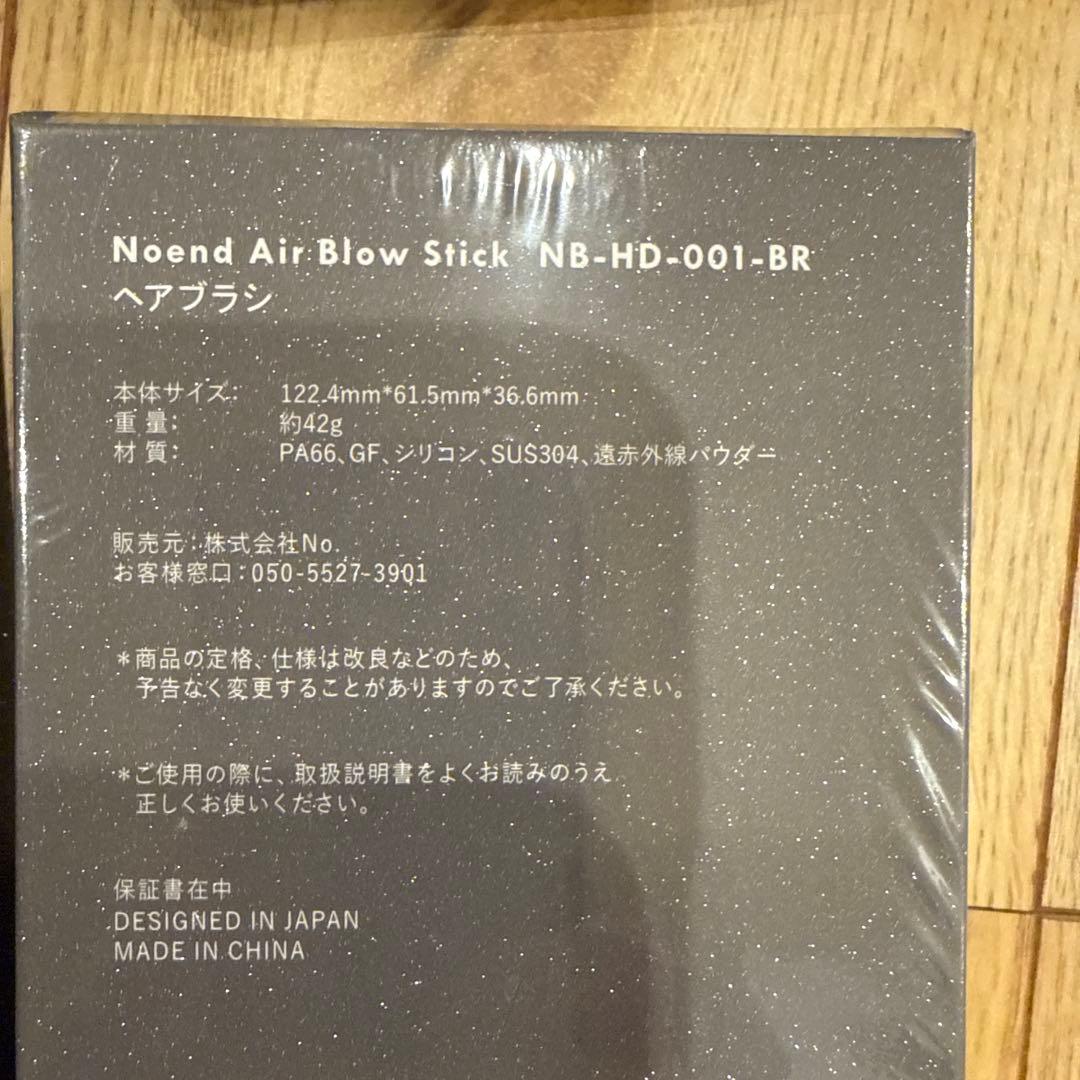 Noend Air Blow Stick NB-HD-001-BR
ヘアブラシ
本体サイズ: 122.4mm*61.5mm*36.6mm
重 量: 約42g
材 質: PA66、GF、シリコン、SUS304、遠赤外線パウダー
販売元:株式会社No.
お客様窓口:050-5527-3901
*商品の定格、仕様は改良などのため、
予告なく変更することがありますのでご了承ください。
*ご使用の際に、取扱説明書をよくお読みのうえ
正しくお使いください。
保証書在中
DESIGNED IN JAPAN
MADE IN CHINA